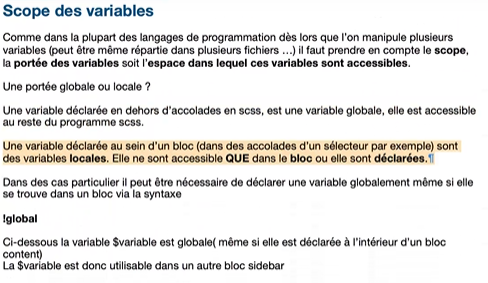 Scope des variables
Comme dans la plupart des langages de programmation dès lors que l'on manipule plusieurs
variables (peut être même répartie dans plusieurs fichiers ...) il faut prendre en compte le scope,
la portée des variables soit l'espace dans lequel ces variables sont accessibles.
Une portée globale ou locale ?
Une variable déclarée en dehors d'accolades en scss, est une variable globale, elle est accessible
au reste du programme scss.
Une variable déclarée au sein d'un bloc (dans des accolades d'un sélecteur par exemple) sont
des variables locales. Elle ne sont accessible QUE dans le bloc ou elle sont déclarées.¶
Dans des cas particulier il peut être nécessaire de déclarer une variable globalement même si elle
se trouve dans un bloc via la syntaxe
!global
Ci-dessous la variable $variable est globale( même si elle est déclarée à l'intérieur d'un bloc
content)
La $variable est donc utilisable dans un autre bloc sidebar